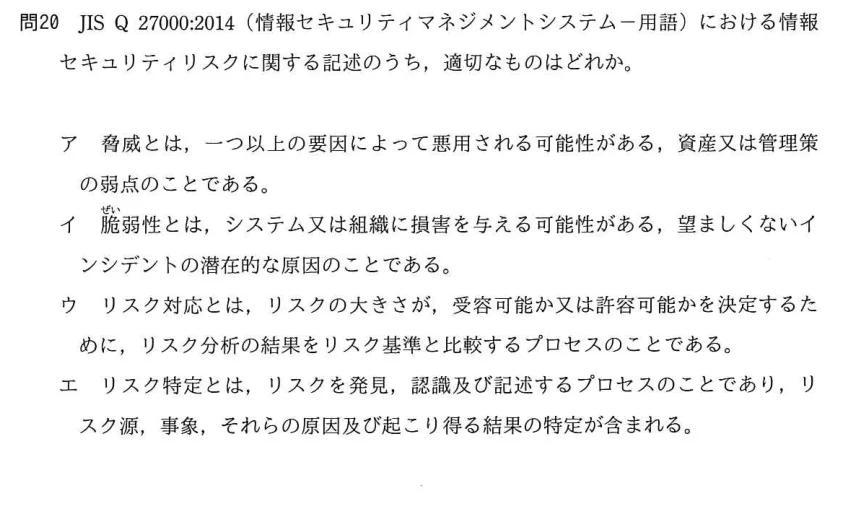 問20 JIS Q 27000:2014（情報セキュリティマネジメントシステム－用語）における情報
セキュリティリスクに関する記述のうち，適切なものはどれか。
ア 脅威とは，一つ以上の要因によって悪用される可能性がある，資産又は管理策
の弱点のことである。
ぜい
イ 脆弱性とは，システム又は組織に損害を与える可能性がある，望ましくないイ
ンシデントの潜在的な原因のことである。
ウ リスク対応とは，リスクの大きさが，受容可能か又は許容可能かを決定するた
めに，リスク分析の結果をリスク基準と比較するプロセスのことである。
エ リスク特定とは，リスクを発見，認識及び記述するプロセスのことであり，リ
スク源，事象，それらの原因及び起こり得る結果の特定が含まれる。